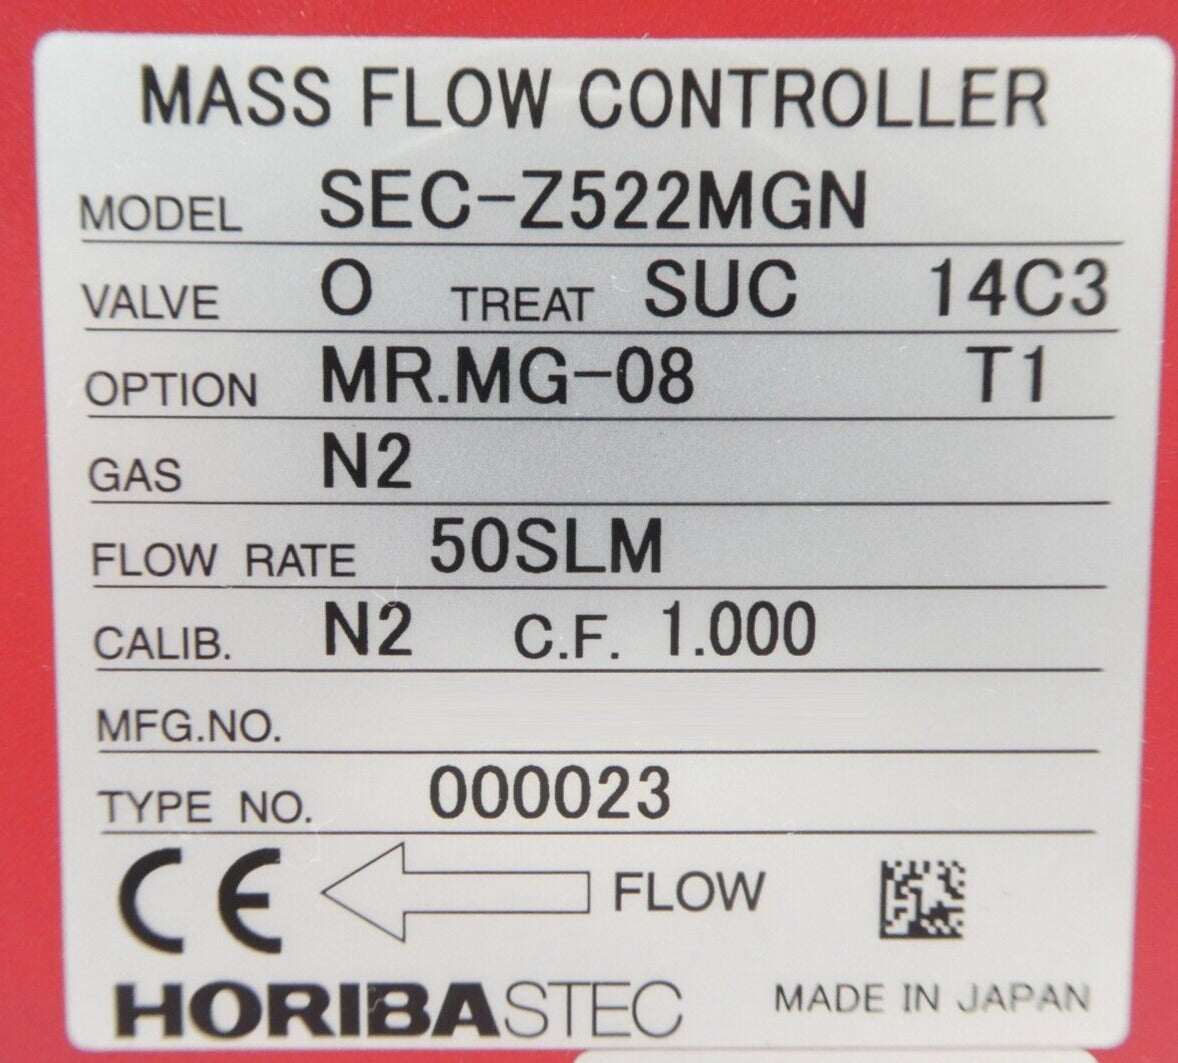 MASS FLOW CONTROLLER
MODEL SEC-Z522MGN
VALVE O TREAT SUC 14C3
OPTION MR.MG-08 T1
GAS N2
FLOW RATE 50SLM
CALIB. N2 C.F. 1.000
MFG.NO.
TYPE NO. 000023
CE FLOW
HORIBASTEC MADE IN JAPAN